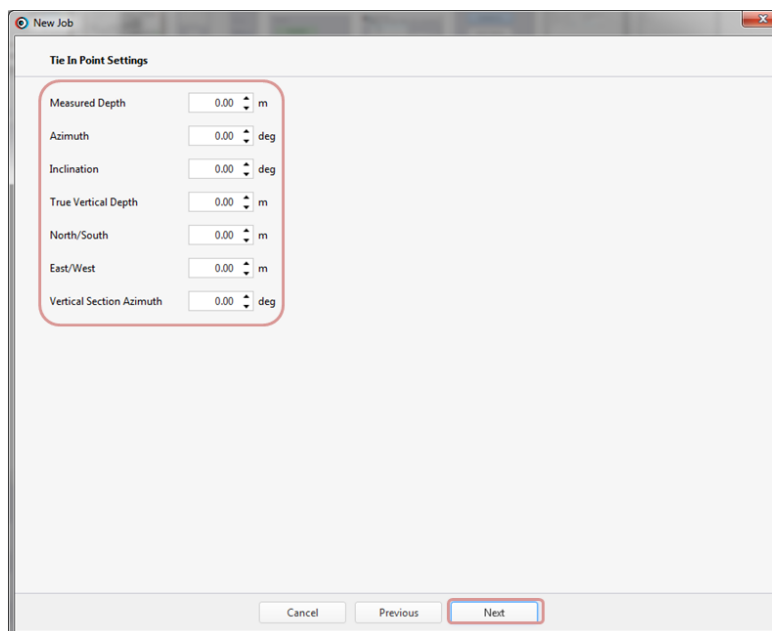 New Job
Tie In Point Settings
Measured Depth 0.00 m
Azimuth 0.00 deg
Inclination 0.00 deg
True Vertical Depth 0.00 m
North/South 0.00 m
East/West 0.00 m
Vertical Section Azimuth 0.00 deg
Cancel Previous Next